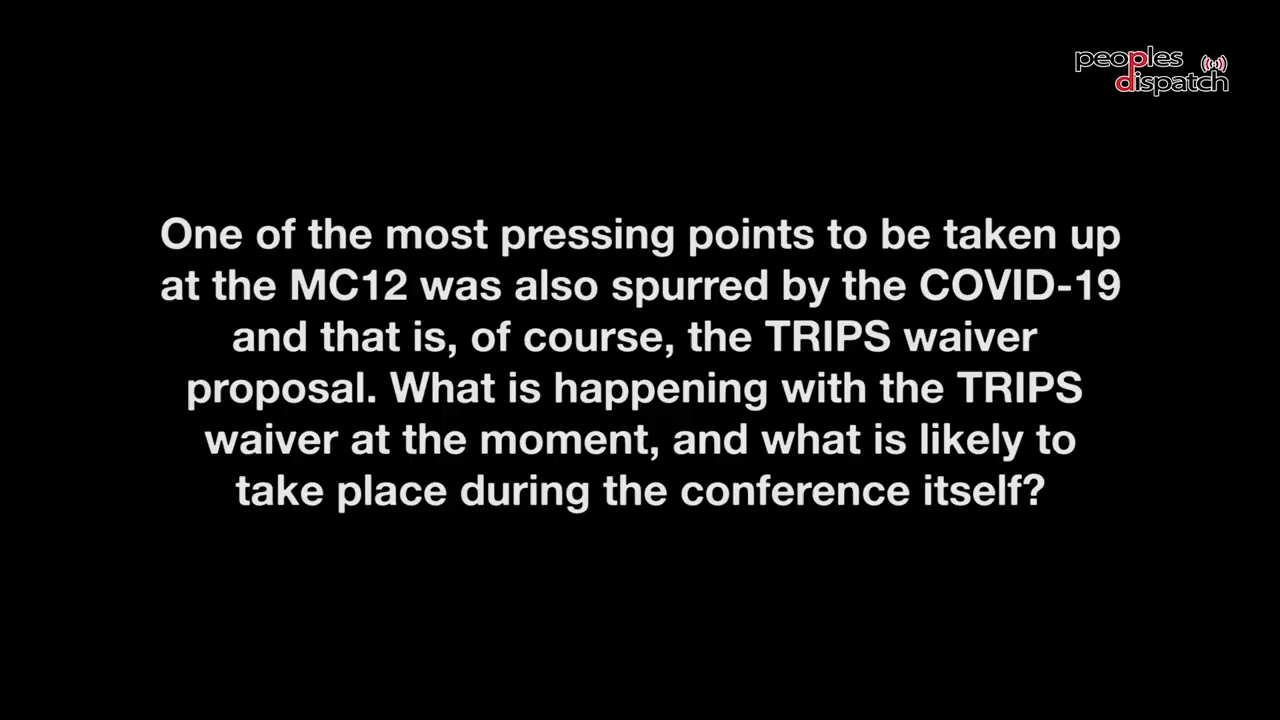 peoples
dispatch
One of the most pressing points to be taken up
at the MC12 was also spurred by the COVID-19
and that is, of course, the TRIPS waiver
proposal. What is happening with the TRIPS
waiver at the moment, and what is likely to
take place during the conference itself?